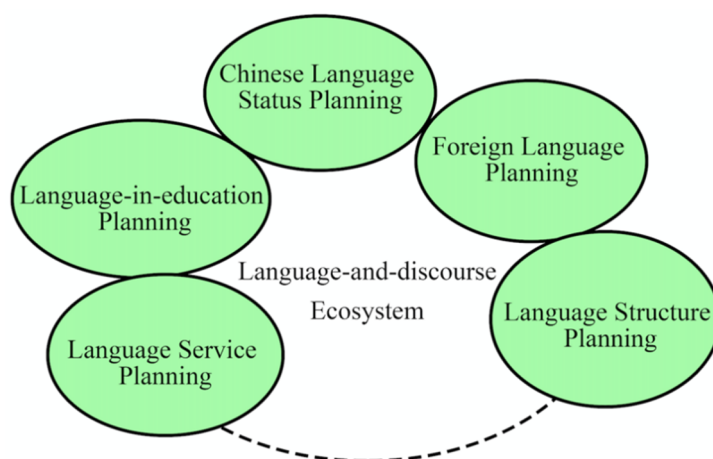 Chinese Language
Status Planning
Foreign Language
Planning
Language-in-education
Planning
Language-and-discourse
Ecosystem
Language Structure
Planning
Language Service
Planning